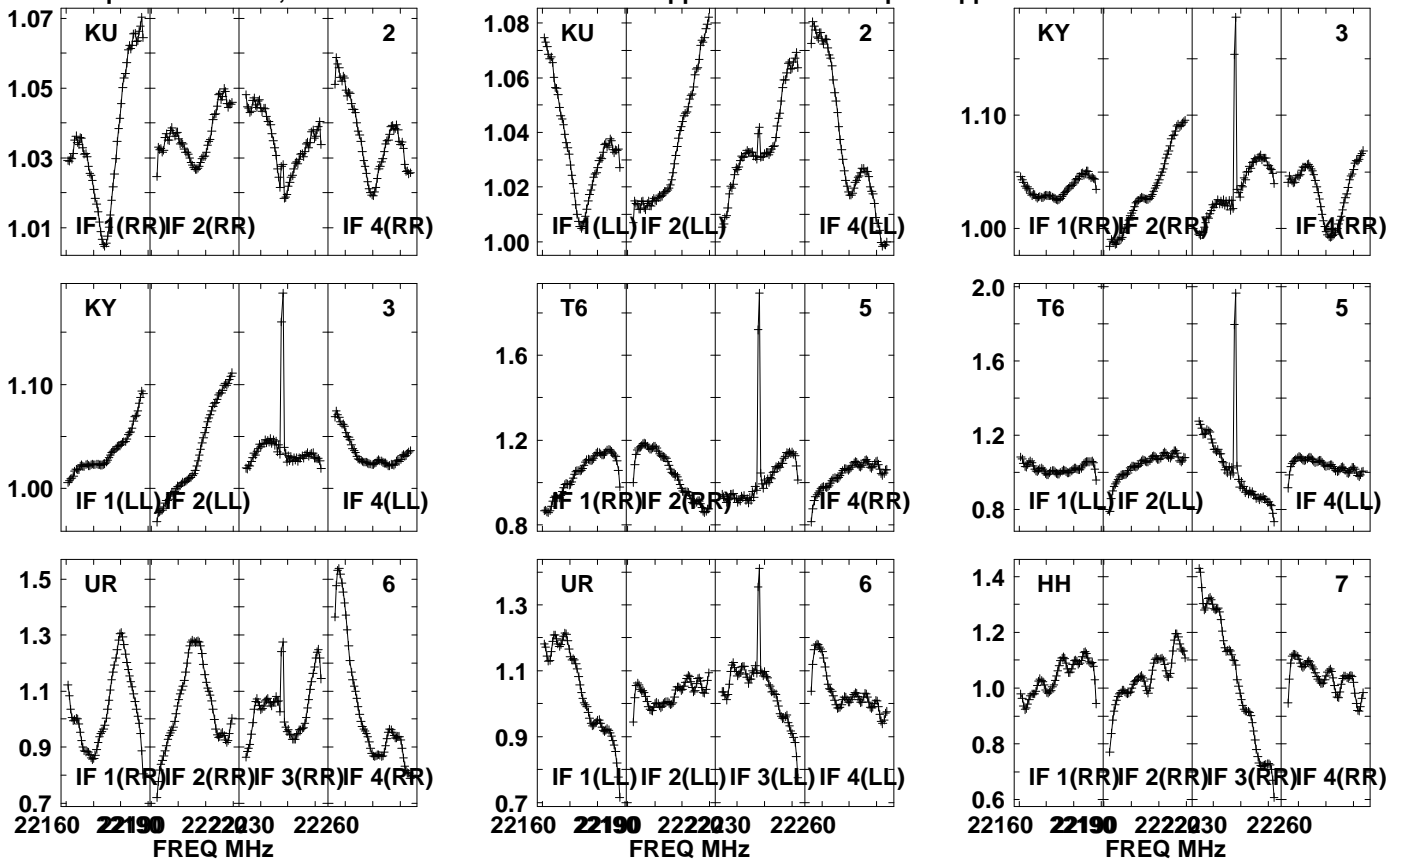 1.07 KU 2
1.05
1.03
1.01 IF 1(RR) IF 2(RR) IF 4(RR)
1.08 KU 2
1.06
1.04
1.02
1.00 IF 1(LL) IF 2(LL) IF 4(LL)
KY 3
1.10
1.00 IF 1(RR) IF 2(RR) IF 4(RR)
KY 3
1.10
1.00 IF 1(LL) IF 2(LL) IF 4(LL)
T6 5
1.6
1.2
0.8 IF 1(RR) IF 2(RR) IF 4(RR)
2.0 T6 5
1.6
1.2
0.8 IF 1(LL) IF 2(LL) IF 4(LL)
1.5 UR 6
1.3
1.1
0.9
IF 1(RR) IF 2(RR) IF 3(RR) IF 4(RR)
0.7
22160 22190 22260
FREQ MHz
UR 6
1.3
1.1
0.9
IF 1(LL) IF 2(LL) IF 3(LL) IF 4(LL)
0.7
22160 22190 22260
FREQ MHz
1.4 HH 7
1.2
1.0
0.8
IF 1(RR) IF 2(RR) IF 3(RR) IF 4(RR)
0.6
22160 22190 22260
FREQ MHz